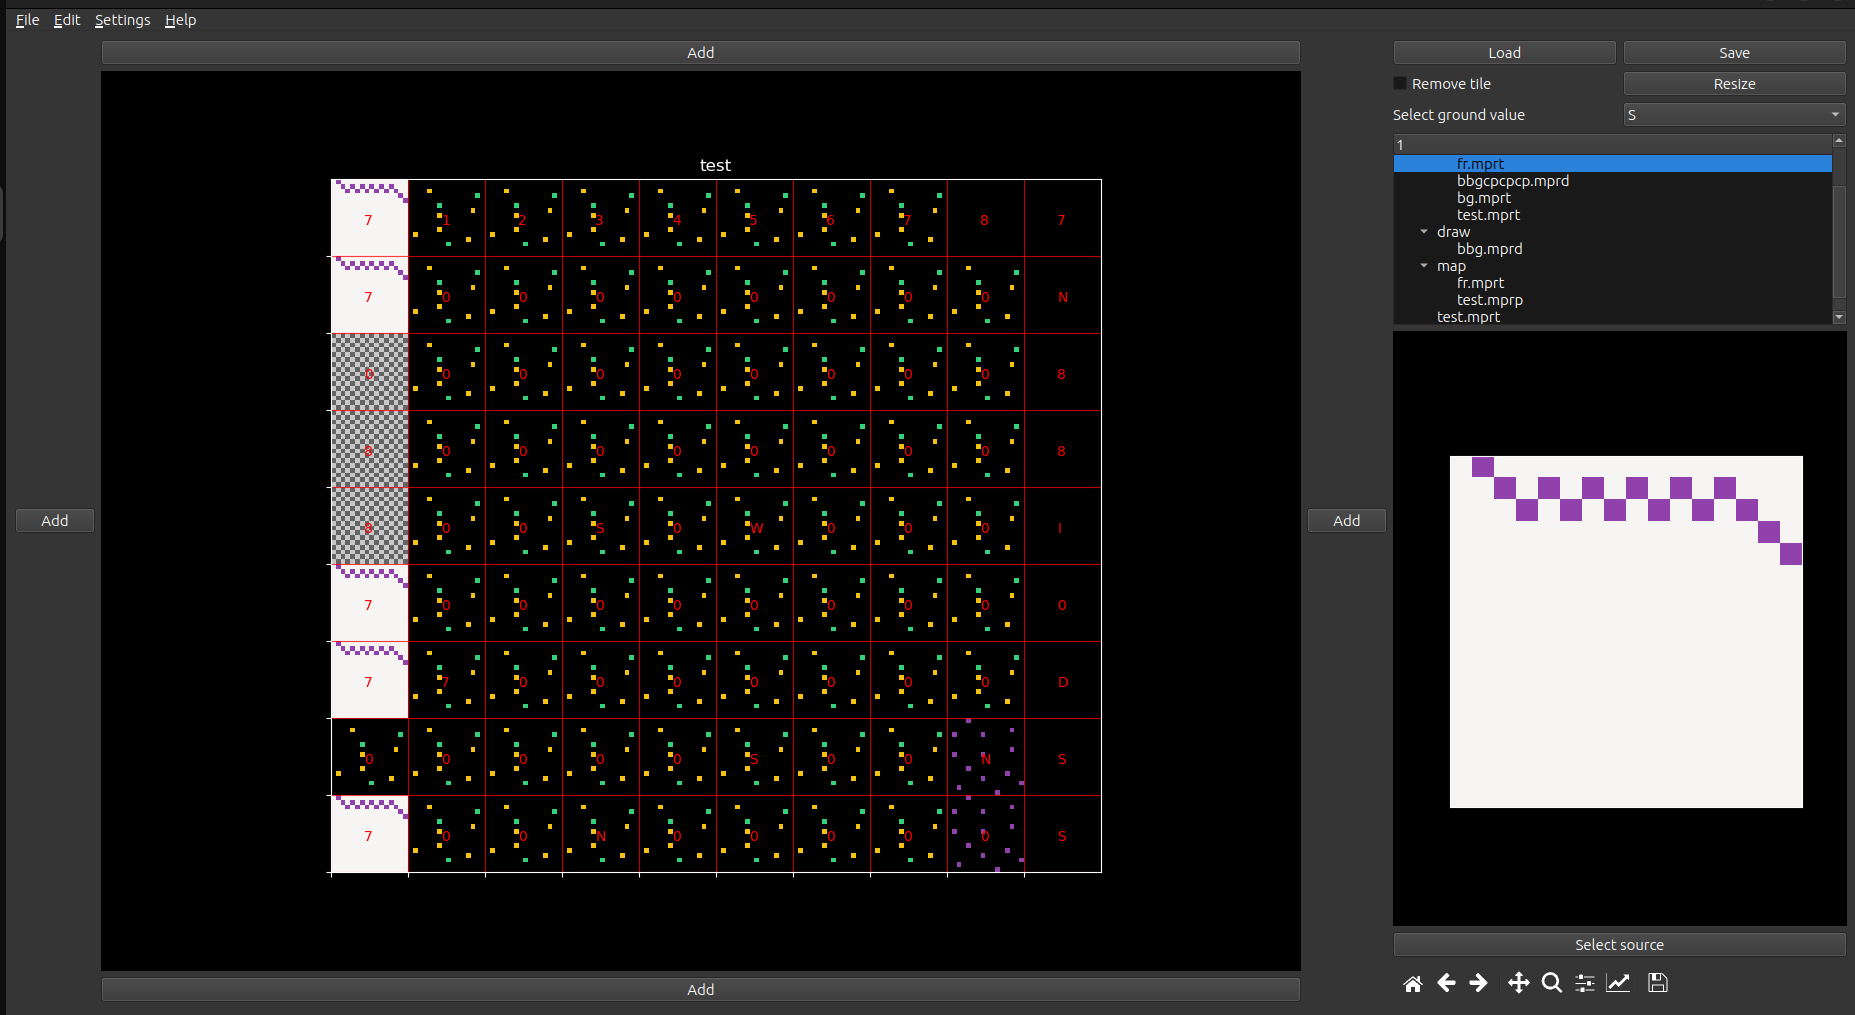 File Edit Settings Help
Add
Load Save
Remove tile Resize
Select ground value S
1
fr.mprt
bbgcpcpcp.mprd
bg.mprt
test.mprt
draw
bbg.mprd
map
fr.mprt
test.mprp
test.mprt
test
7 1 2 3 4 5 6 7 8 7
7 0 0 0 0 0 0 0 0 N
0 0 0 0 0 0 0 0 0 8
8 0 0 0 0 0 0 0 0 8
8 0 0 S 0 W 0 0 0 I
7 0 0 0 0 0 0 0 0 0
7 7 0 0 0 0 0 0 0 D
0 0 0 0 0 S 0 0 N S
7 0 0 N 0 0 0 0 0 S
Add
Add
Select source
Add